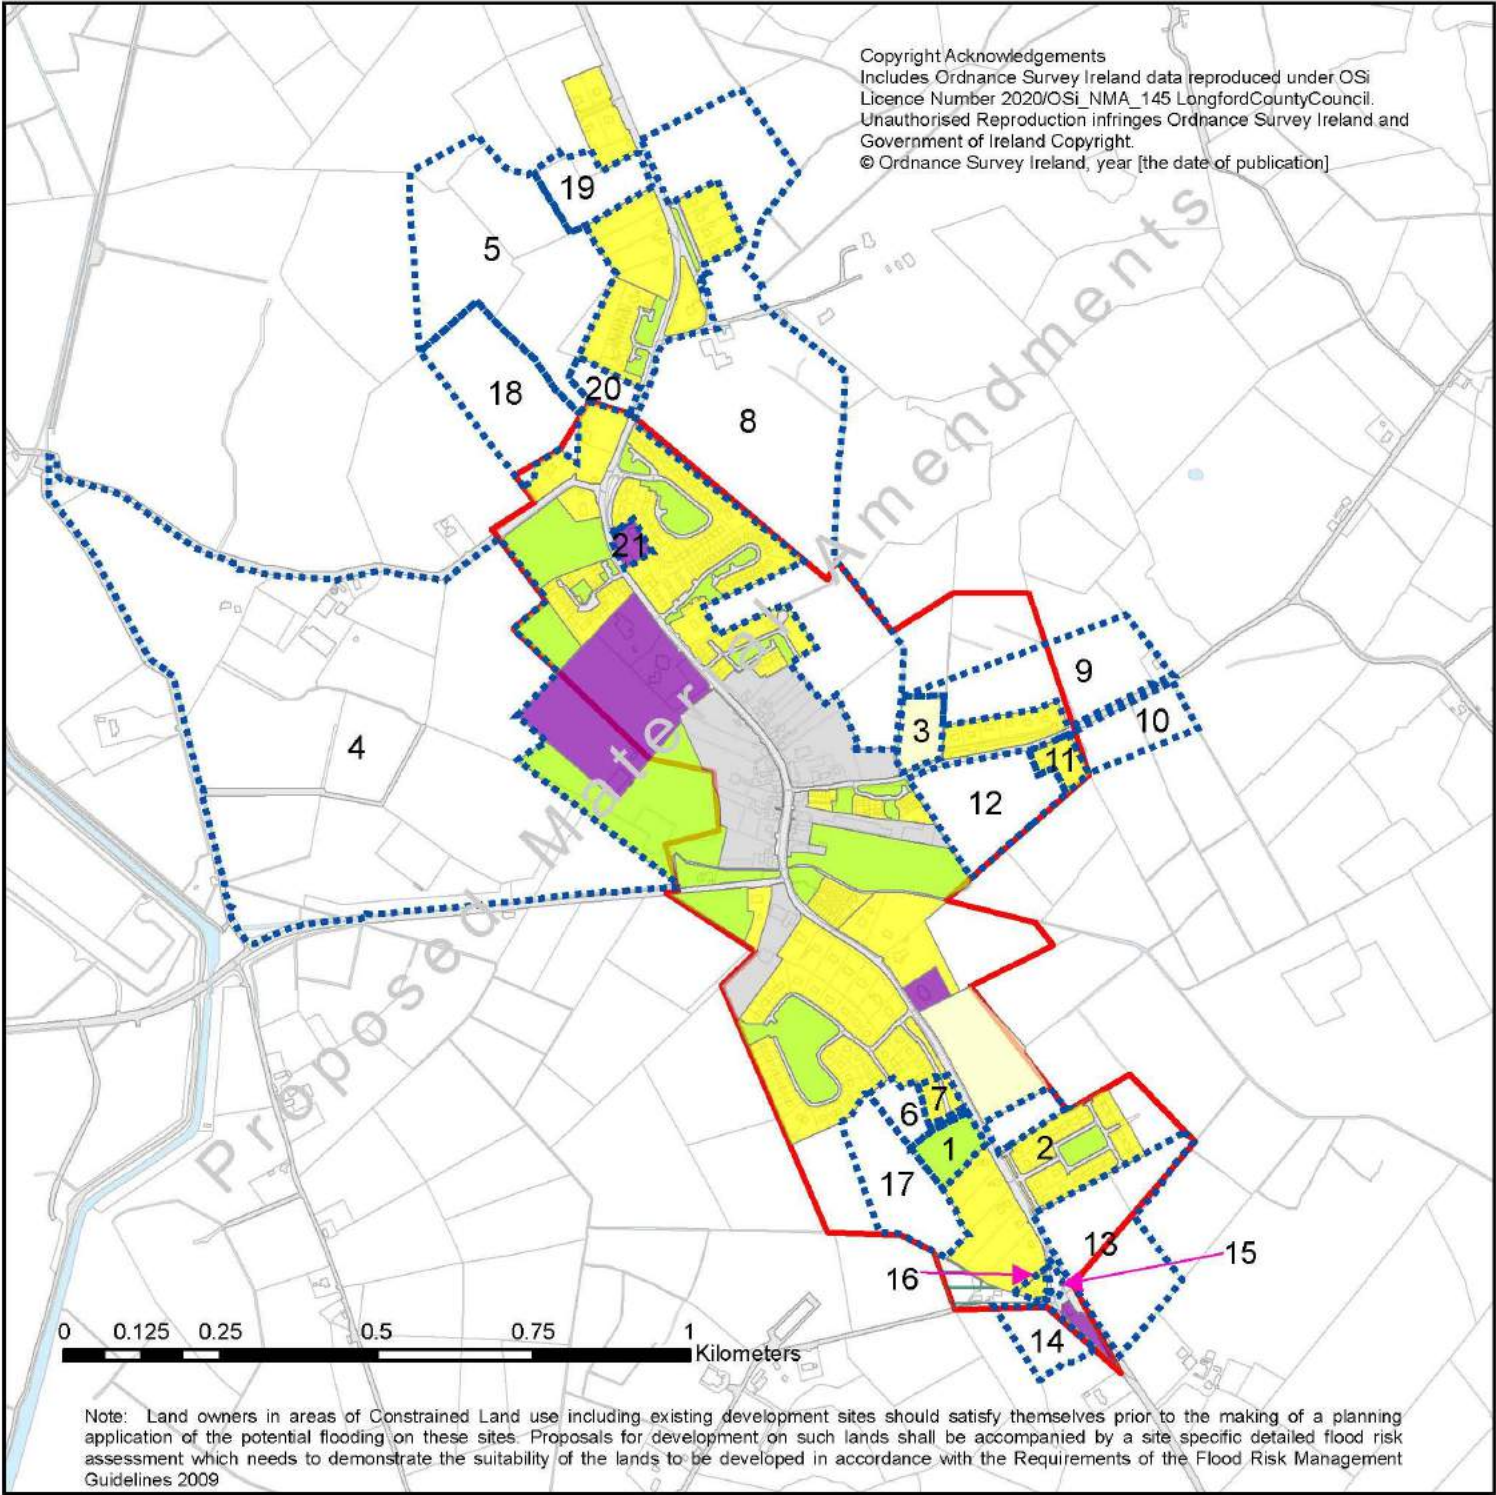 Copyright Acknowledgements
Includes Ordnance Survey Ireland data reproduced under OSi
Licence Number 2020/OSi_NMA_145 LongfordCountyCouncil.
Unauthorised Reproduction infringes Ordnance Survey Ireland and
Government of Ireland Copyright.
© Ordnance Survey Ireland, year [the date of publication]
19
5
18
20
8
21
9
3
10
11
4
12
7
6
1
2
17
13
15
16
14
Proposed Material Amendments
0 0.125 0.25 0.5 0.75 1
Kilometers
Note: Land owners in areas of Constrained Land use including existing development sites should satisfy themselves prior to the making of a planning
application of the potential flooding on these sites. Proposals for development on such lands shall be accompanied by a site specific detailed flood risk
assessment which needs to demonstrate the suitability of the lands to be developed in accordance with the Requirements of the Flood Risk Management
Guidelines 2009